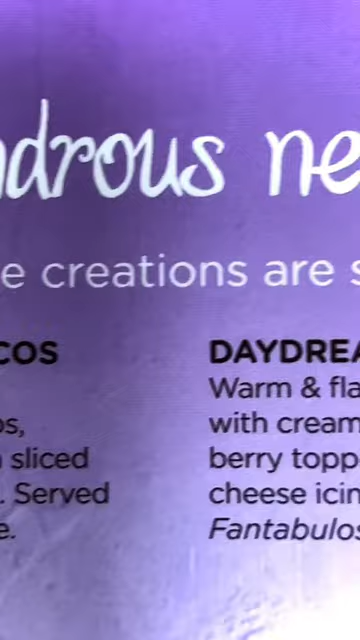 ndrous ne
e creations are s
COS
os,
sliced
. Served
e.
DAYDREA
Warm & fla
with cream
berry topp
cheese icin
Fantabulos